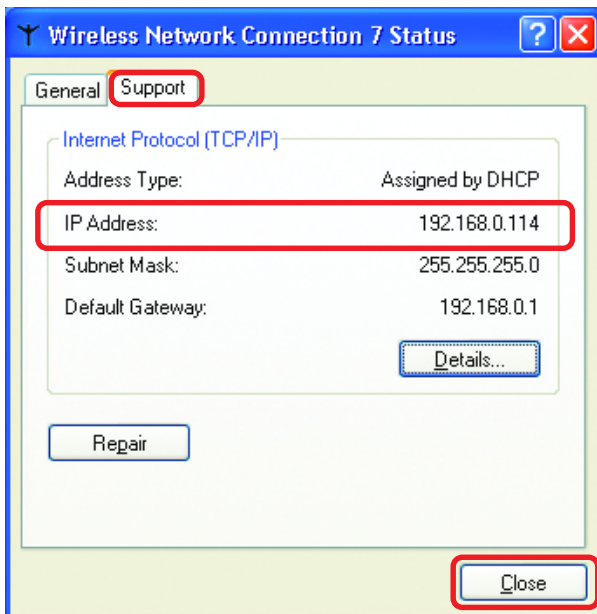 Wireless Network Connection 7 Status
?
General Support
Internet Protocol (TCP/IP)
Address Type: Assigned by DHCP
IP Address: 192.168.0.114
Subnet Mask: 255.255.255.0
Default Gateway: 192.168.0.1
Details...
Repair
Close